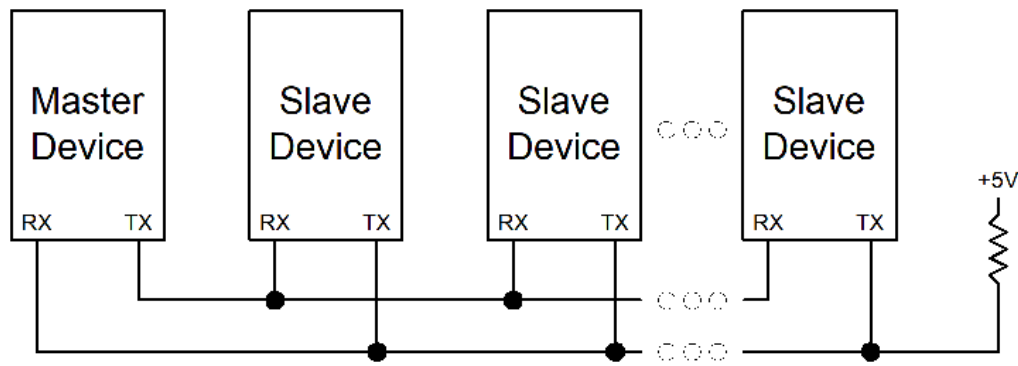 Master
Device
Slave
Device
Slave
Device
Slave
Device
+5V
RX TX
RX TX
RX TX
RX TX